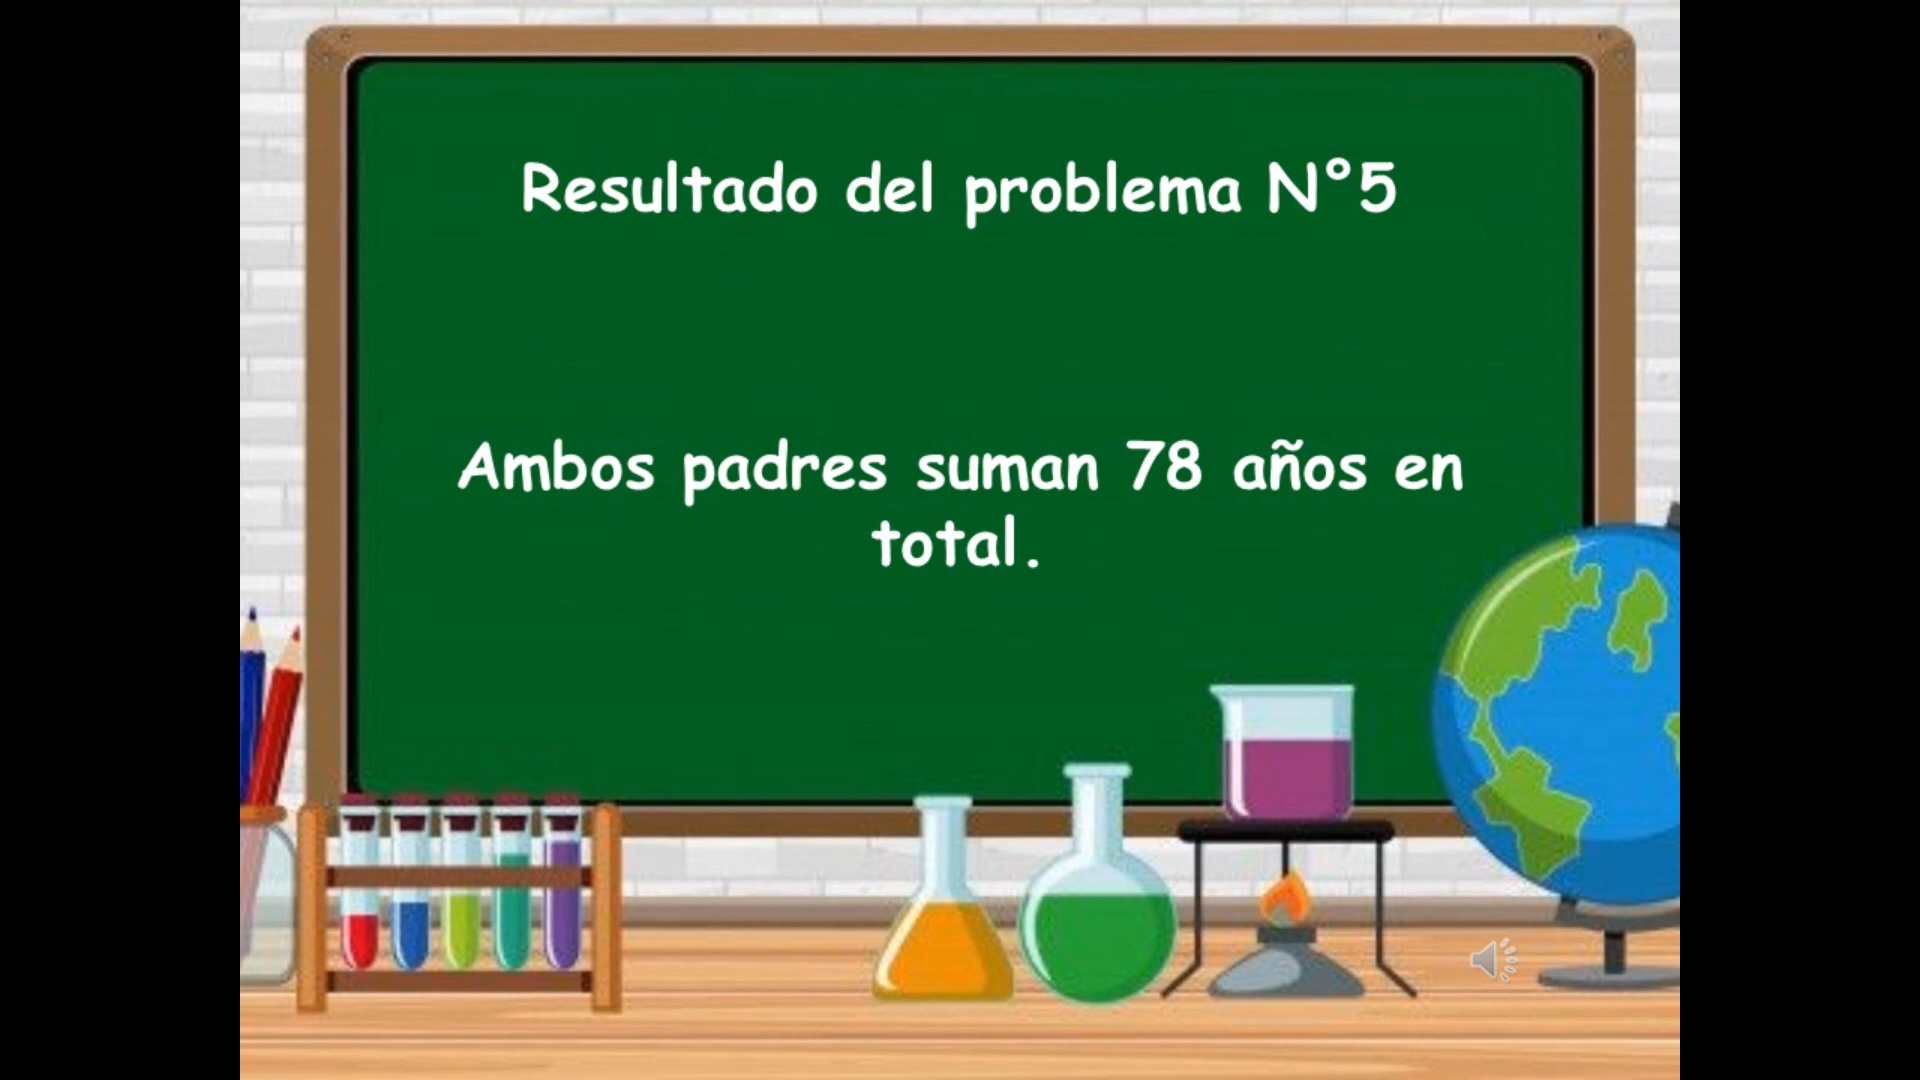 Resultado del problema N°5
Ambos padres suman 78 años en
total.